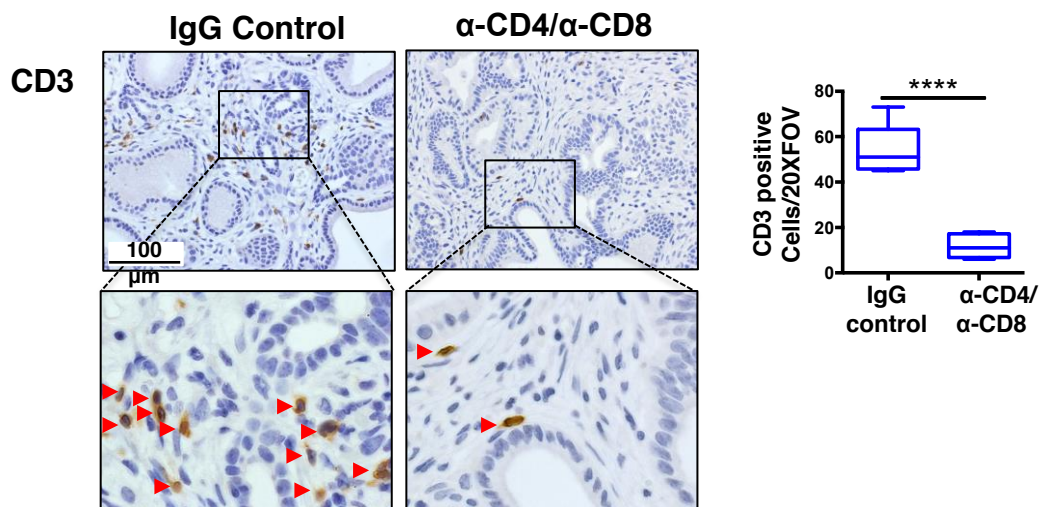 IgG Control
α-CD4/α-CD8
CD3
100
μm
CD3 positive
Cells/20XFOV
80
60
40
20
0
****
IgG
control
α-CD4/
α-CD8